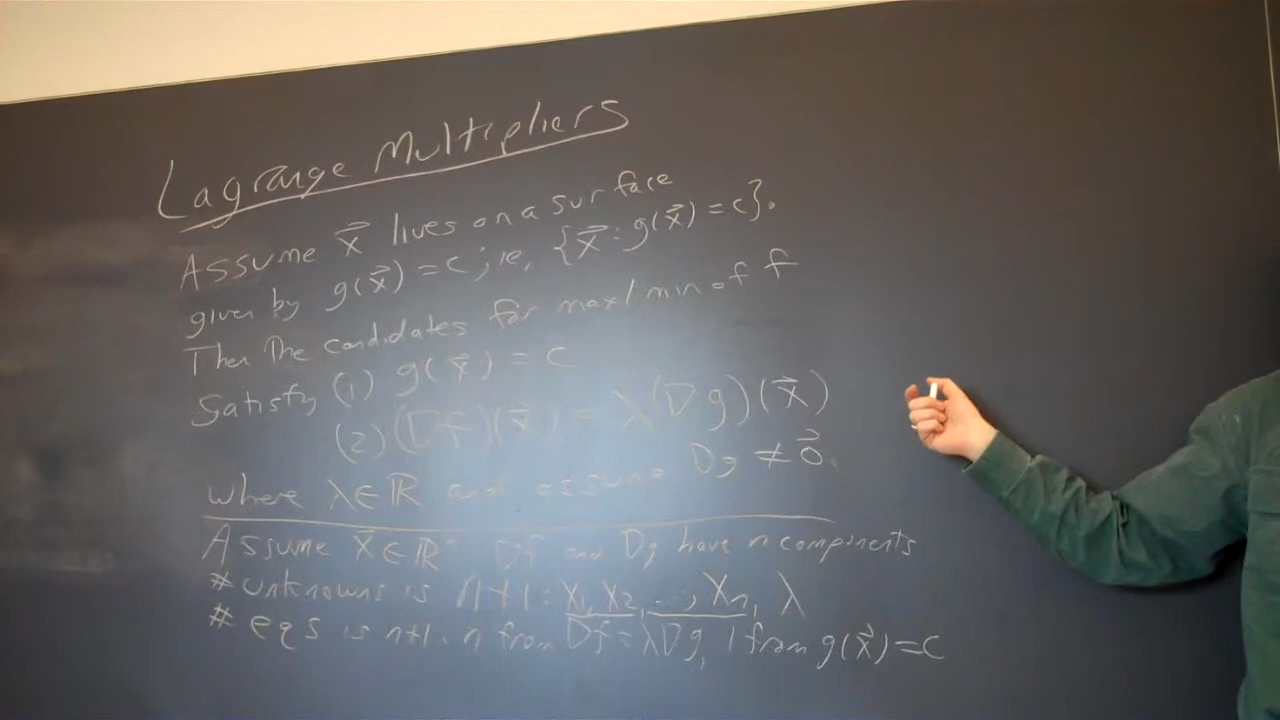 Lagrange Multipliers
Assume x⃗ lives on a surface
given by g(x⃗) = c ; ie, {x⃗ : g(x⃗) = c}.
Then the candidates for max/min of f
Satisfy (1) g(x⃗) = c
(2) (Df)(x⃗) = λ(Dg)(x⃗)
where λ∈ℝ and assume Dg ≠ 0⃗.
Assume x⃗∈ℝⁿ Df and Dg have n components
# unknowns is n+1: x₁, x₂, ..., xₙ, λ
# eqs is n+1: n from Df = λDg, 1 from g(x⃗) = c